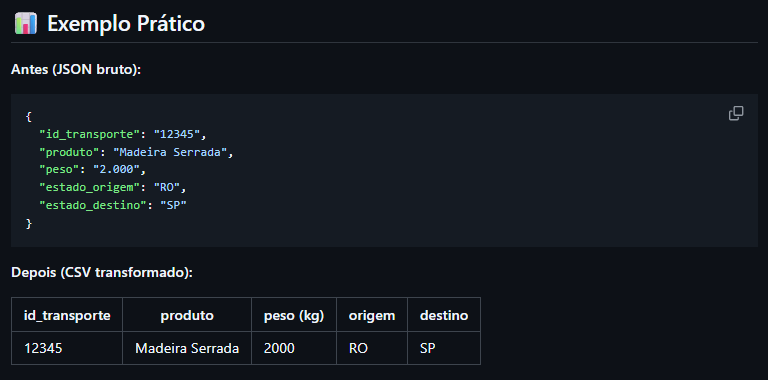 📊 Exemplo Prático
Antes (JSON bruto):
{
"id_transporte": "12345",
"produto": "Madeira Serrada",
"peso": "2.000",
"estado_origem": "RO",
"estado_destino": "SP"
}
Depois (CSV transformado):
id_transporte produto peso (kg) origem destino
12345 Madeira Serrada 2000 RO SP